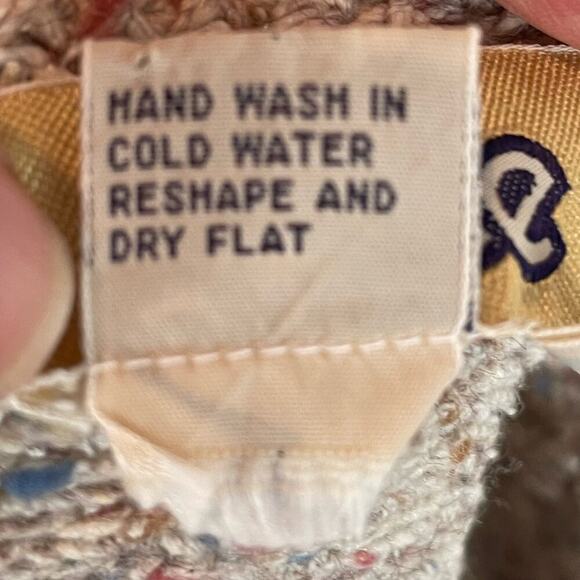 HAND WASH IN
COLD WATER
RESHAPE AND
DRY FLAT